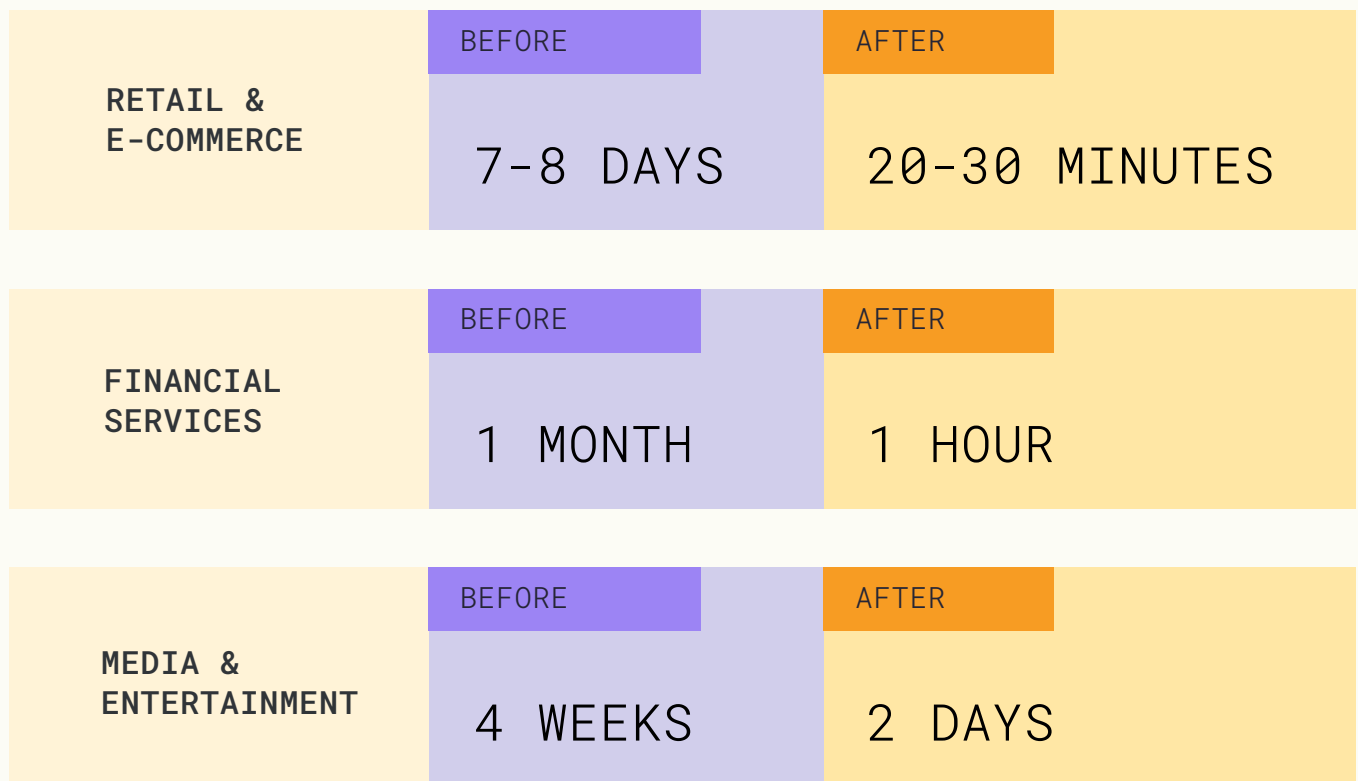 BEFORE
AFTER
RETAIL &
E-COMMERCE
7-8 DAYS
20-30 MINUTES
BEFORE
AFTER
FINANCIAL
SERVICES
1 MONTH
1 HOUR
BEFORE
AFTER
MEDIA &
ENTERTAINMENT
4 WEEKS
2 DAYS